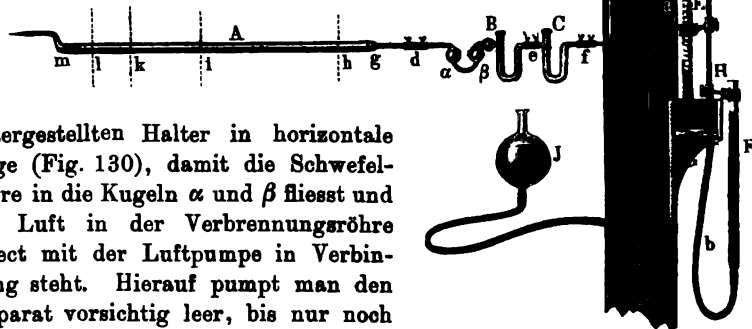 A
B
C
E
m l k i h g d α β e f
H
F
J
b
tergestellten Halter in horizontale
ge (Fig. 130), damit die Schwefel-
re in die Kugeln α und β fliesst und
Luft in der Verbrennungsröhre
ect mit der Luftpumpe in Verbin-
ng steht. Hierauf pumpt man den
parat vorsichtig leer, bis nur noch